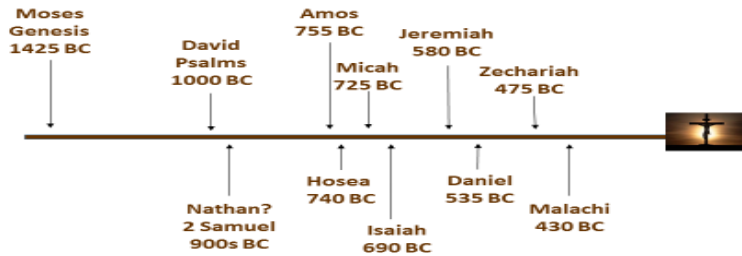 Moses
Genesis
1425 BC
David
Psalms
1000 BC
Amos
755 BC
Micah
725 BC
Jeremiah
580 BC
Zechariah
475 BC
Nathan?
2 Samuel
900s BC
Hosea
740 BC
Isaiah
690 BC
Daniel
535 BC
Malachi
430 BC